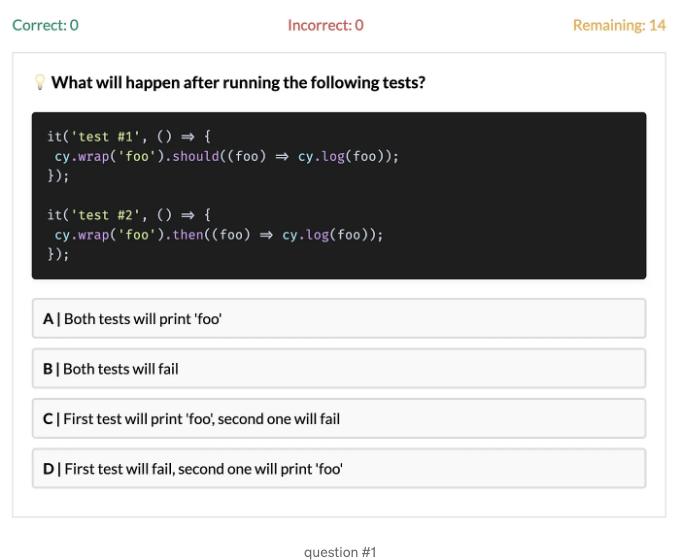 Correct: 0 Incorrect: 0 Remaining: 14
💡 What will happen after running the following tests?
it('test #1', () => {
 cy.wrap('foo').should((foo) => cy.log(foo));
});
it('test #2', () => {
 cy.wrap('foo').then((foo) => cy.log(foo));
});
A | Both tests will print 'foo'
B | Both tests will fail
C | First test will print 'foo', second one will fail
D | First test will fail, second one will print 'foo'
question #1